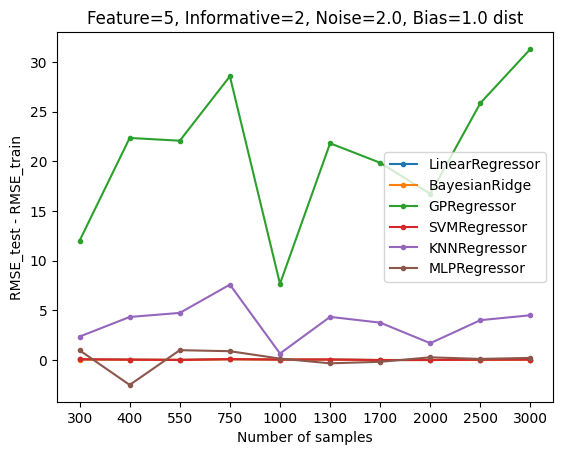 Feature=5, Informative=2, Noise=2.0, Bias=1.0 dist
RMSE_test - RMSE_train
30
25
20
15
10
5
0
LinearRegressor
BayesianRidge
GPRegressor
SVMRegressor
KNNRegressor
MLPRegressor
300 400 550 750 1000 1300 1700 2000 2500 3000
Number of samples